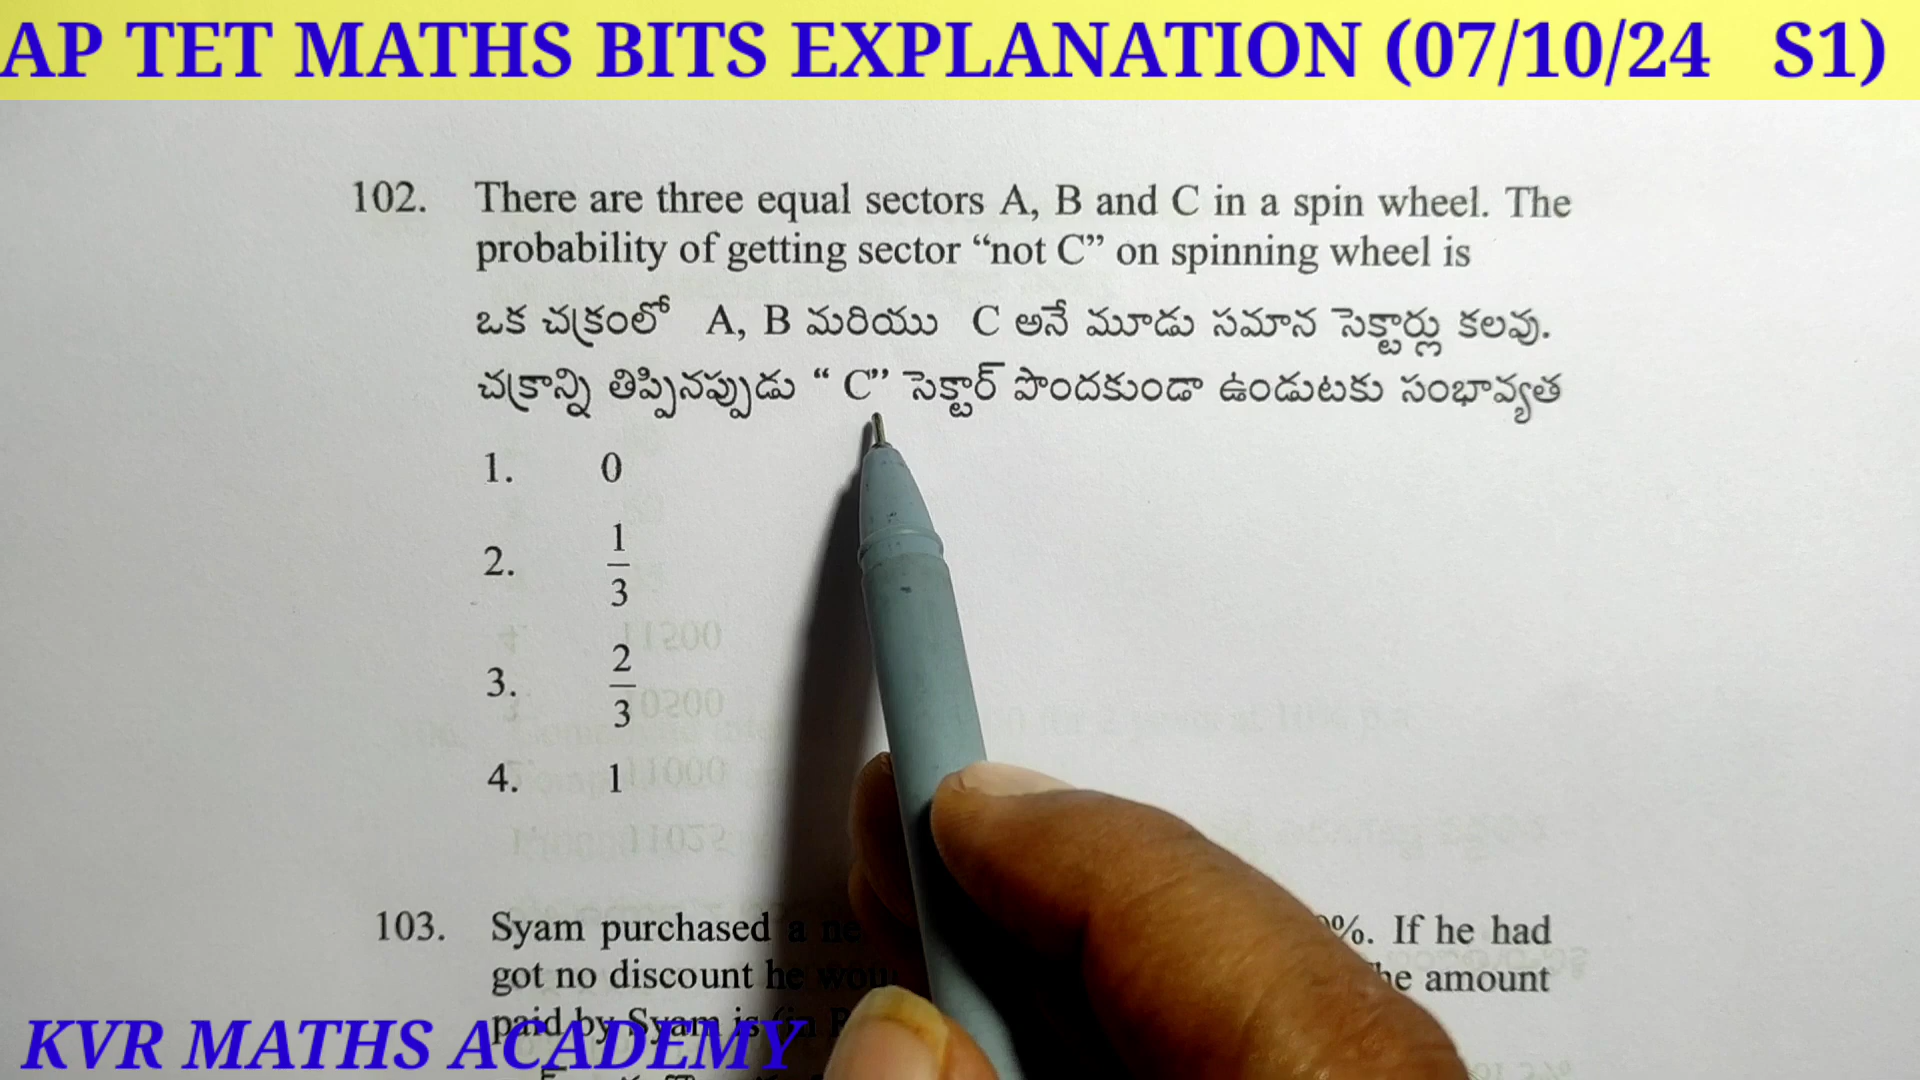 AP TET MATHS BITS EXPLANATION (07/10/24 S1)
102. There are three equal sectors A, B and C in a spin wheel. The
probability of getting sector “not C” on spinning wheel is
ఒక చక్రంలో A, B మరియు C అనే మూడు సమాన సెక్టార్లు కలవు.
చక్రాన్ని తిప్పినప్పుడు “ C” సెక్టార్ పొందకుండా ఉండుటకు సంభావ్యత
1. 0
2. 1/3
3. 2/3
4. 1
103. Syam purchased a %. If he had
got no discount he amount
paid by Syam is
KVR MATHS ACADEMY